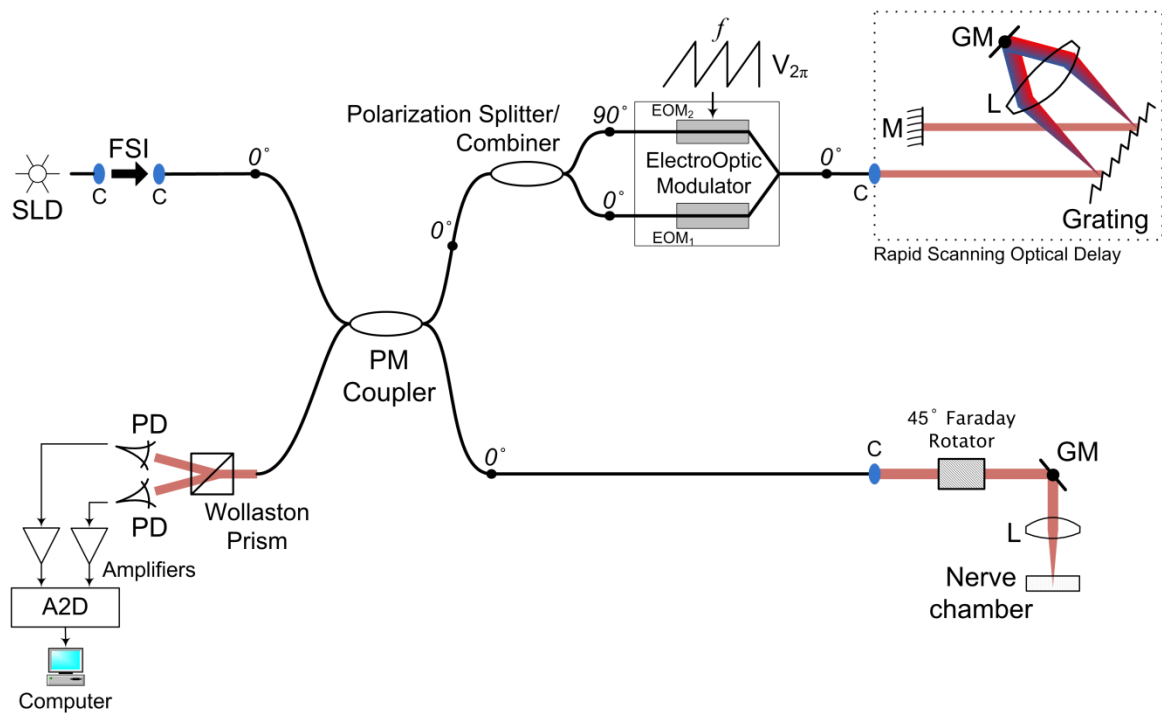 f
V2π
GM
L
M
C
Grating
Rapid Scanning Optical Delay
Polarization Splitter/
Combiner
90°
0°
EOM2
ElectroOptic
Modulator
EOM1
0°
0°
FSI
SLD
C
C
0°
PM
Coupler
0°
C
45° Faraday
Rotator
GM
L
Nerve
chamber
PD
PD
Wollaston
Prism
Amplifiers
A2D
Computer